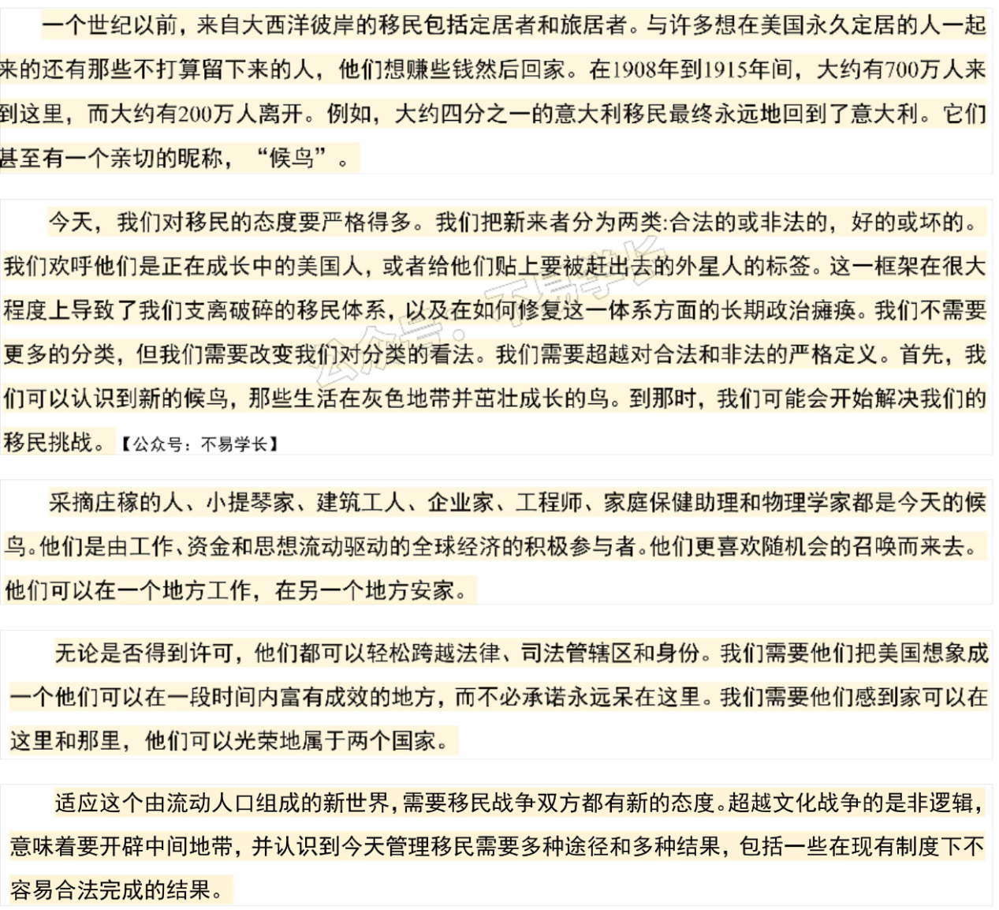 一个世纪以前，来自大西洋彼岸的移民包括定居者和旅居者。与许多想在美国永久定居的人一起
来的还有那些不打算留下来的人，他们想赚些钱然后回家。在1908年到1915年间，大约有700万人来
到这里，而大约有200万人离开。例如，大约四分之一的意大利移民最终永远地回到了意大利。它们
甚至有一个亲切的昵称，“候鸟”。
今天，我们对移民的态度要严格得多。我们把新来者分为两类:合法的或非法的，好的或坏的。
我们欢呼他们是正在成长中的美国人，或者给他们贴上要被赶出去的外星人的标签。这一框架在很大
程度上导致了我们支离破碎的移民体系，以及在如何修复这一体系方面的长期政治瘫痪。我们不需要
更多的分类，但我们需要改变我们对分类的看法。我们需要超越对合法和非法的严格定义。首先，我
们可以认识到新的候鸟，那些生活在灰色地带并茁壮成长的鸟。到那时，我们可能会开始解决我们的
移民挑战。【公众号：不易学长】
公众号：不易学长
采摘庄稼的人、小提琴家、建筑工人、企业家、工程师、家庭保健助理和物理学家都是今天的候
鸟。他们是由工作、资金和思想流动驱动的全球经济的积极参与者。他们更喜欢随机会的召唤而来去。
他们可以在一个地方工作，在另一个地方安家。
无论是否得到许可，他们都可以轻松跨越法律、司法管辖区和身份。我们需要他们把美国想象成
一个他们可以在一段时间内富有成效的地方，而不必承诺永远呆在这里。我们需要他们感到家可以在
这里和那里，他们可以光荣地属于两个国家。
适应这个由流动人口组成的新世界，需要移民战争双方都有新的态度。超越文化战争的是非逻辑，
意味着要开辟中间地带，并认识到今天管理移民需要多种途径和多种结果，包括一些在现有制度下不
容易合法完成的结果。